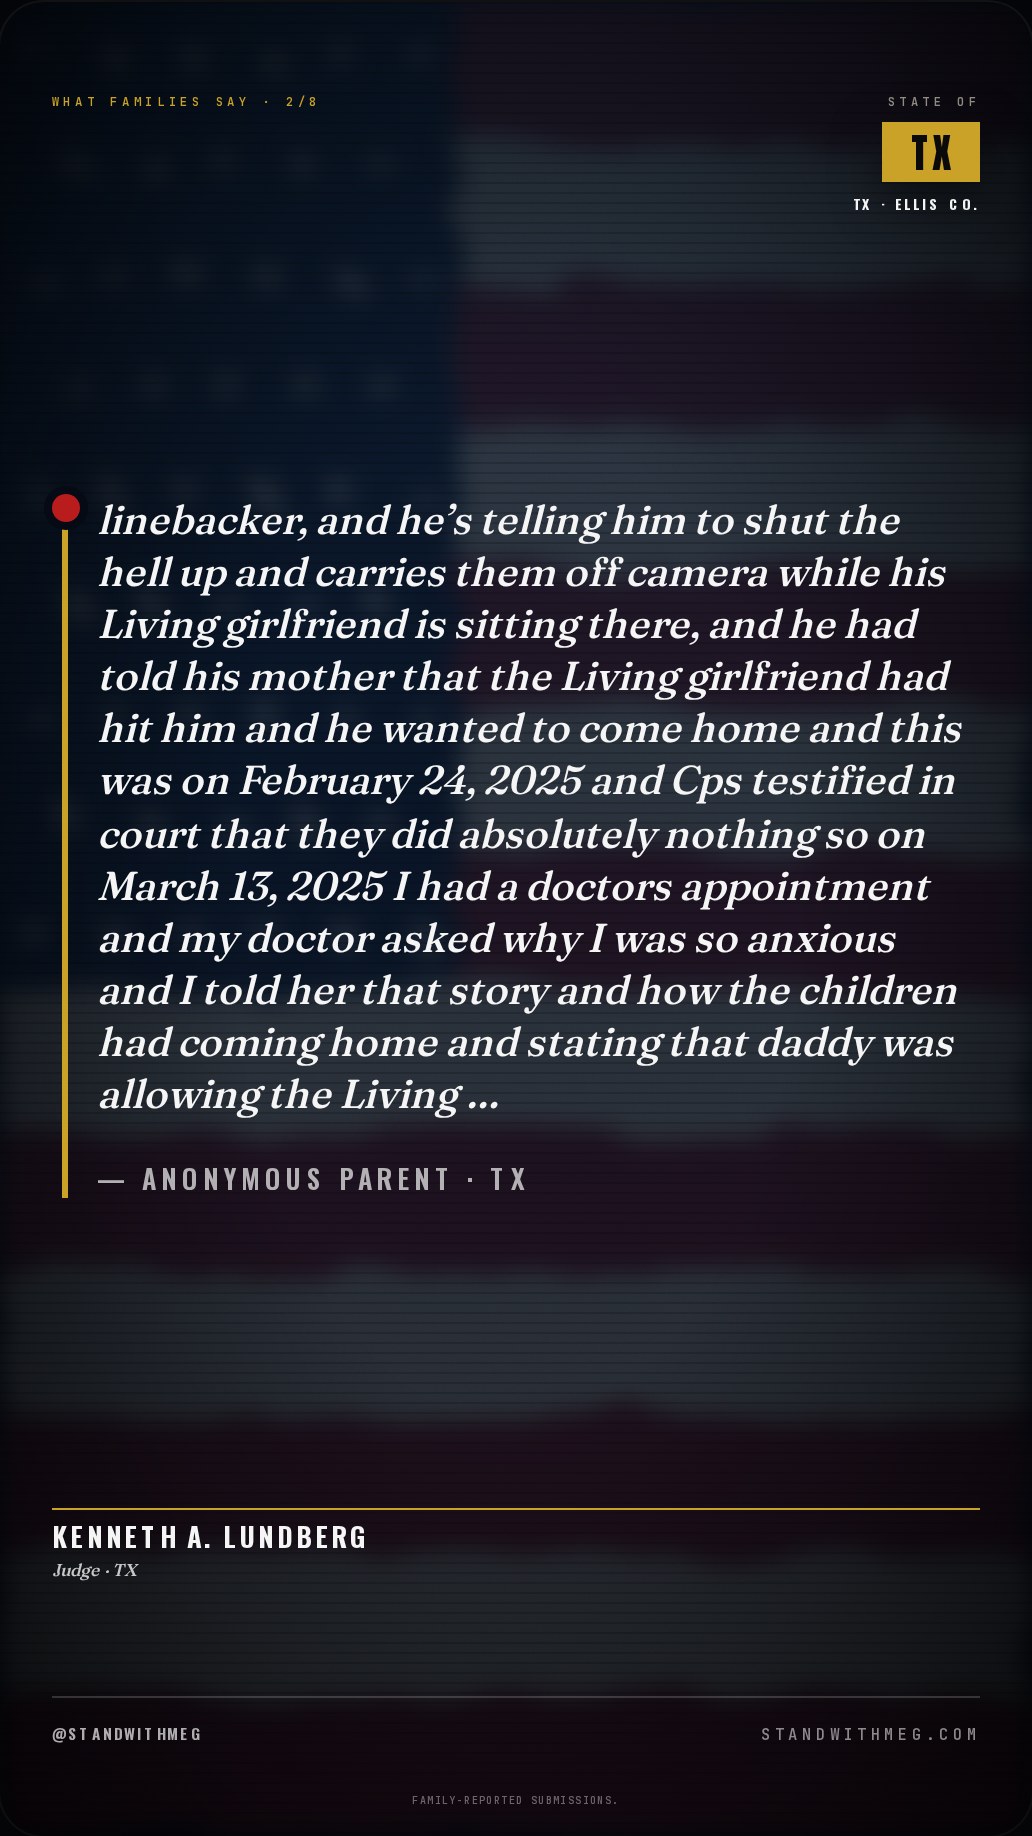 WHAT FAMILIES SAY · 2/8
STATE OF
TX
TX · ELLIS CO.
linebacker, and he’s telling him to shut the
hell up and carries them off camera while his
Living girlfriend is sitting there, and he had
told his mother that the Living girlfriend had
hit him and he wanted to come home and this
was on February 24, 2025 and Cps testified in
court that they did absolutely nothing so on
March 13, 2025 I had a doctors appointment
and my doctor asked why I was so anxious
and I told her that story and how the children
had coming home and stating that daddy was
allowing the Living ...
— ANONYMOUS PARENT · TX
KENNETH A. LUNDBERG
Judge · TX
@STANDWITHMEG
STANDWITHMEG.COM
FAMILY-REPORTED SUBMISSIONS.